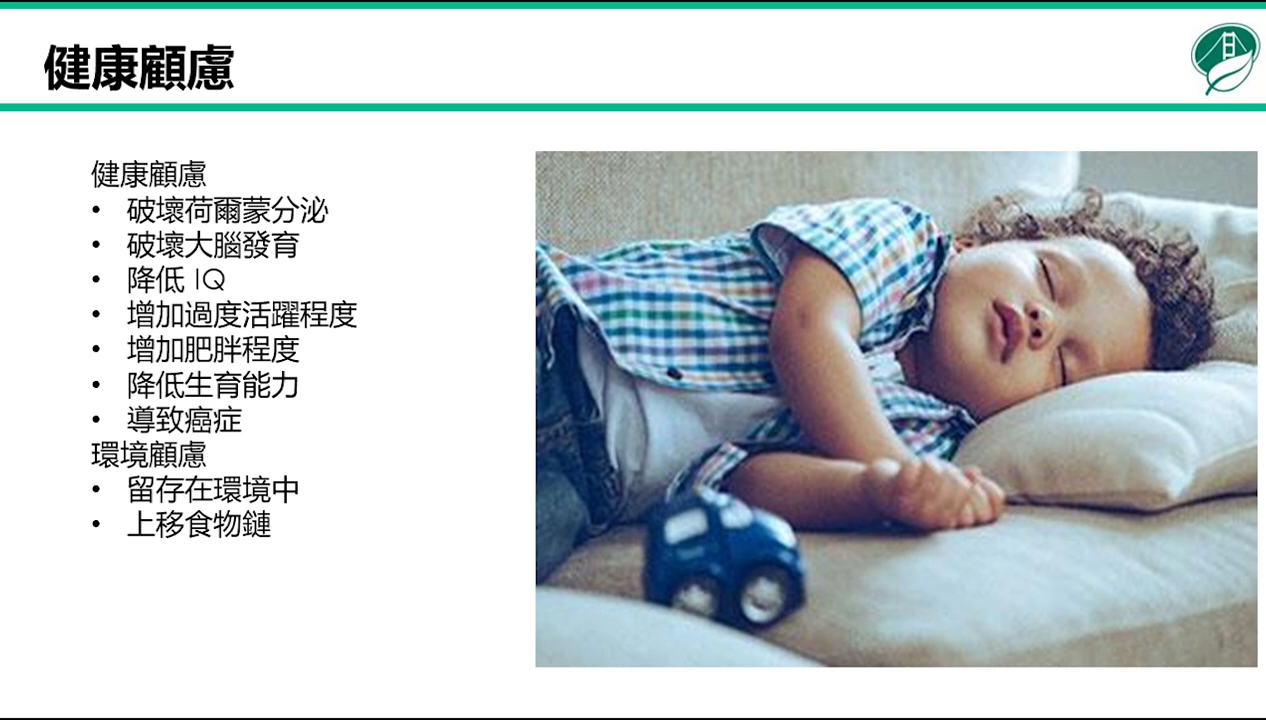 健康顧慮
健康顧慮
• 破壞荷爾蒙分泌
• 破壞大腦發育
• 降低 IQ
• 增加過度活躍程度
• 增加肥胖程度
• 降低生育能力
• 導致癌症
環境顧慮
• 留存在環境中
• 上移食物鏈